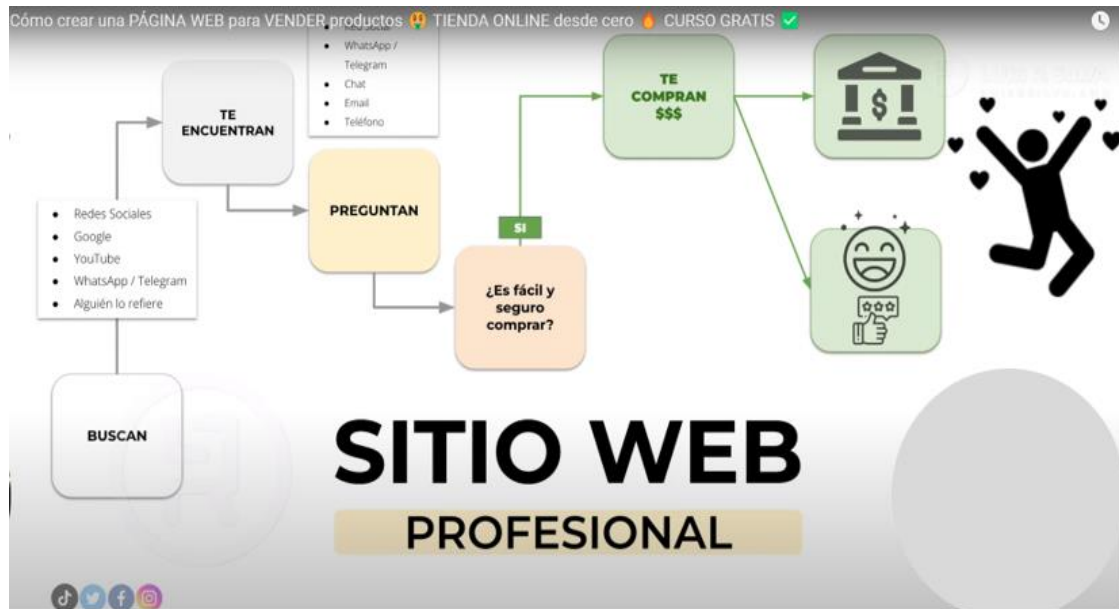 Cómo crear una PÁGINA WEB para VENDER productos 🤑 TIENDA ONLINE desde cero 🔥 CURSO GRATIS ✅
Red Social
WhatsApp /
Telegram
Chat
Email
Teléfono
TE
ENCUENTRAN
TE
COMPRAN
$$$
$
Redes Sociales
Google
YouTube
WhatsApp / Telegram
Alguién lo refiere
PREGUNTAN
SI
¿Es fácil y
seguro
comprar?
BUSCAN
SITIO WEB
PROFESIONAL